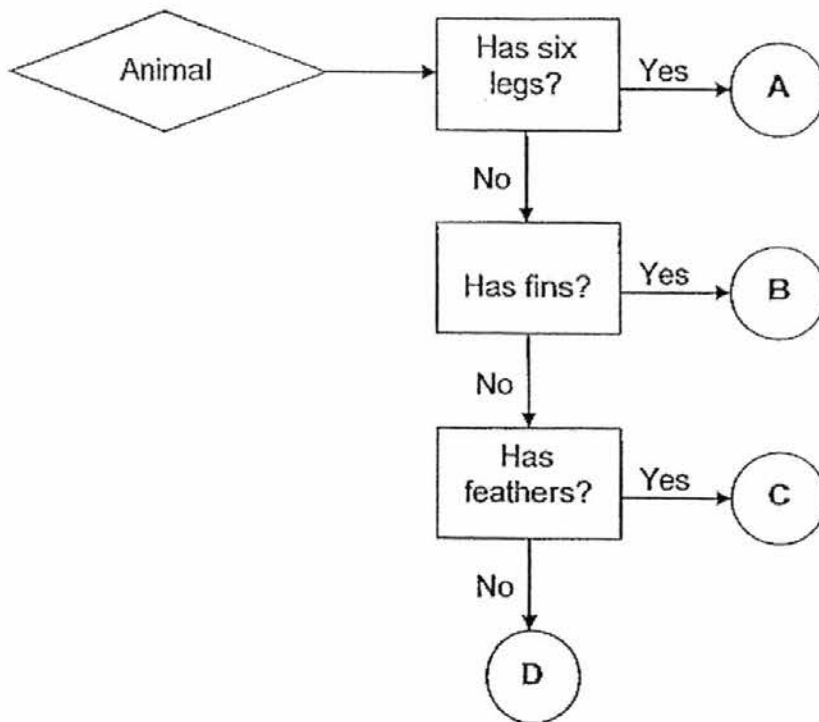 Animal
Has six
legs?
Yes
A
No
Has fins?
Yes
B
No
Has
feathers?
Yes
C
No
D